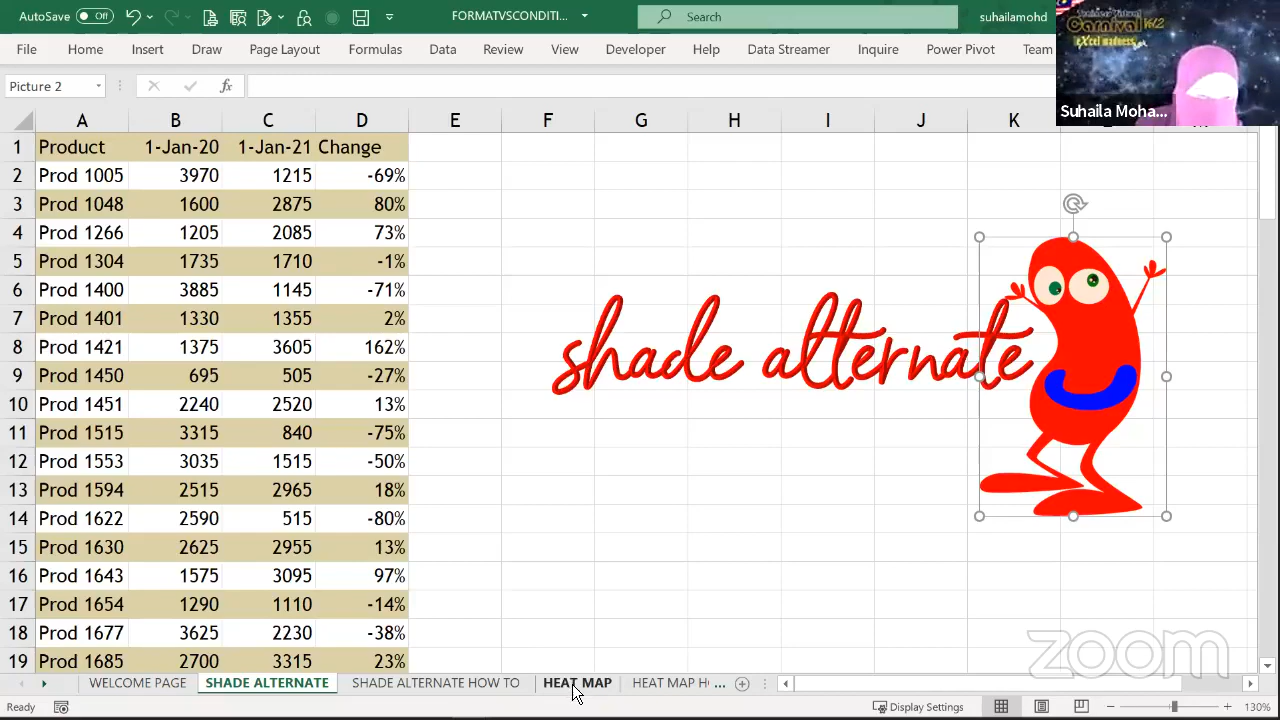 AutoSave Off FORMATVSCONDITI... Search suhailamohd
File Home Insert Draw Page Layout Formulas Data Review View Developer Help Data Streamer Inquire Power Pivot Team
Picture 2 fx
A B C D E F G H I J K
1 Product 1-Jan-20 1-Jan-21 Change
2 Prod 1005 3970 1215 -69%
3 Prod 1048 1600 2875 80%
4 Prod 1266 1205 2085 73%
5 Prod 1304 1735 1710 -1%
6 Prod 1400 3885 1145 -71%
7 Prod 1401 1330 1355 2%
8 Prod 1421 1375 3605 162%
9 Prod 1450 695 505 -27%
10 Prod 1451 2240 2520 13%
11 Prod 1515 3315 840 -75%
12 Prod 1553 3035 1515 -50%
13 Prod 1594 2515 2965 18%
14 Prod 1622 2590 515 -80%
15 Prod 1630 2625 2955 13%
16 Prod 1643 1575 3095 97%
17 Prod 1654 1290 1110 -14%
18 Prod 1677 3625 2230 -38%
19 Prod 1685 2700 3315 23%
shade alternate
Carnival Vol2
Excel madness
Suhaila Moha...
zoom
WELCOME PAGE SHADE ALTERNATE SHADE ALTERNATE HOW TO HEAT MAP HEAT MAP HO ...
Ready Display Settings 130%